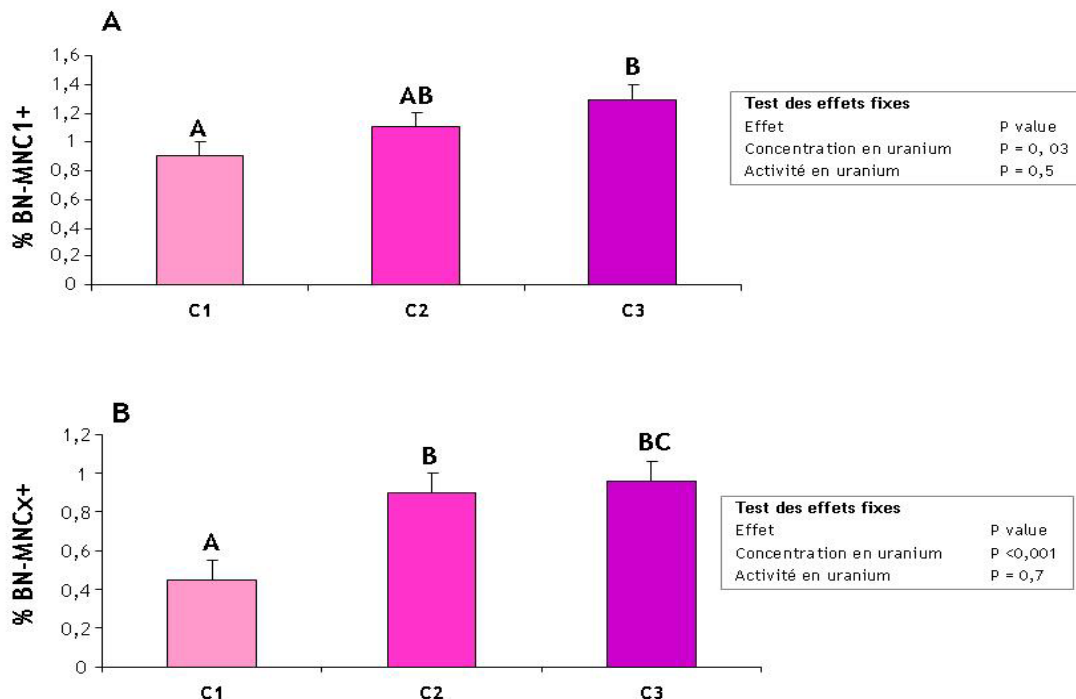 A
% BN-MNC1+
1,6
1,4
1,2
1
0,8
0,6
0,4
0,2
0
A
AB
B
C1
C2
C3
Test des effets fixes
Effet P value
Concentration en uranium P = 0, 03
Activité en uranium P = 0,5
B
% BN-MNCx+
1,2
1
0,8
0,6
0,4
0,2
0
A
B
BC
C1
C2
C3
Test des effets fixes
Effet P value
Concentration en uranium P <0,001
Activité en uranium P = 0,7